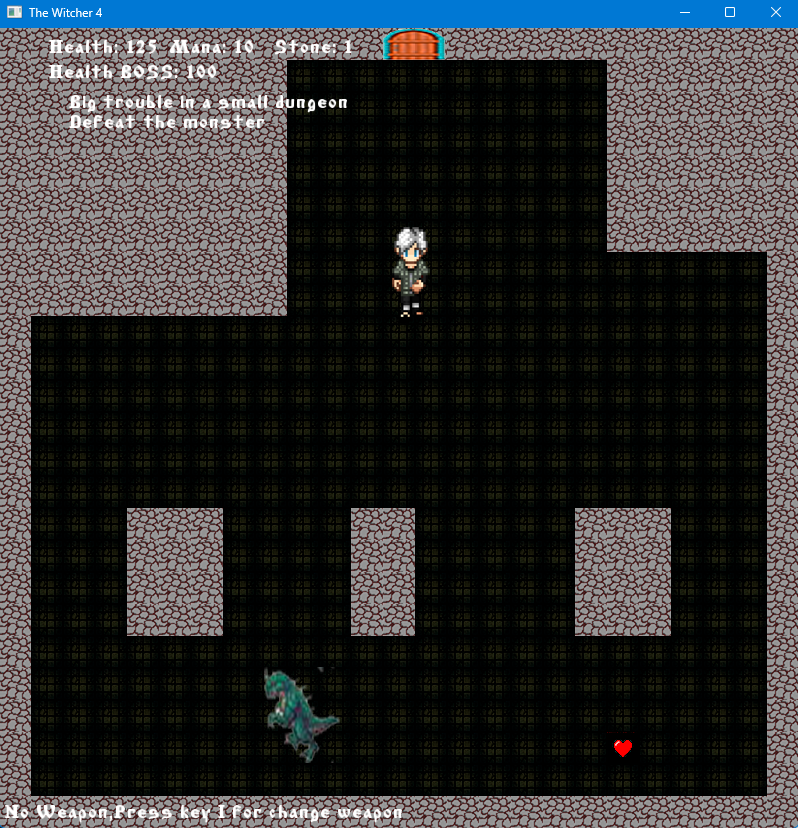 The Witcher 4
Health: 125 Mana: 10 Stone: 1
Health BOSS: 100
Big trouble in a small dungeon
Defeat the monster
No Weapon,Press key I for change weapon